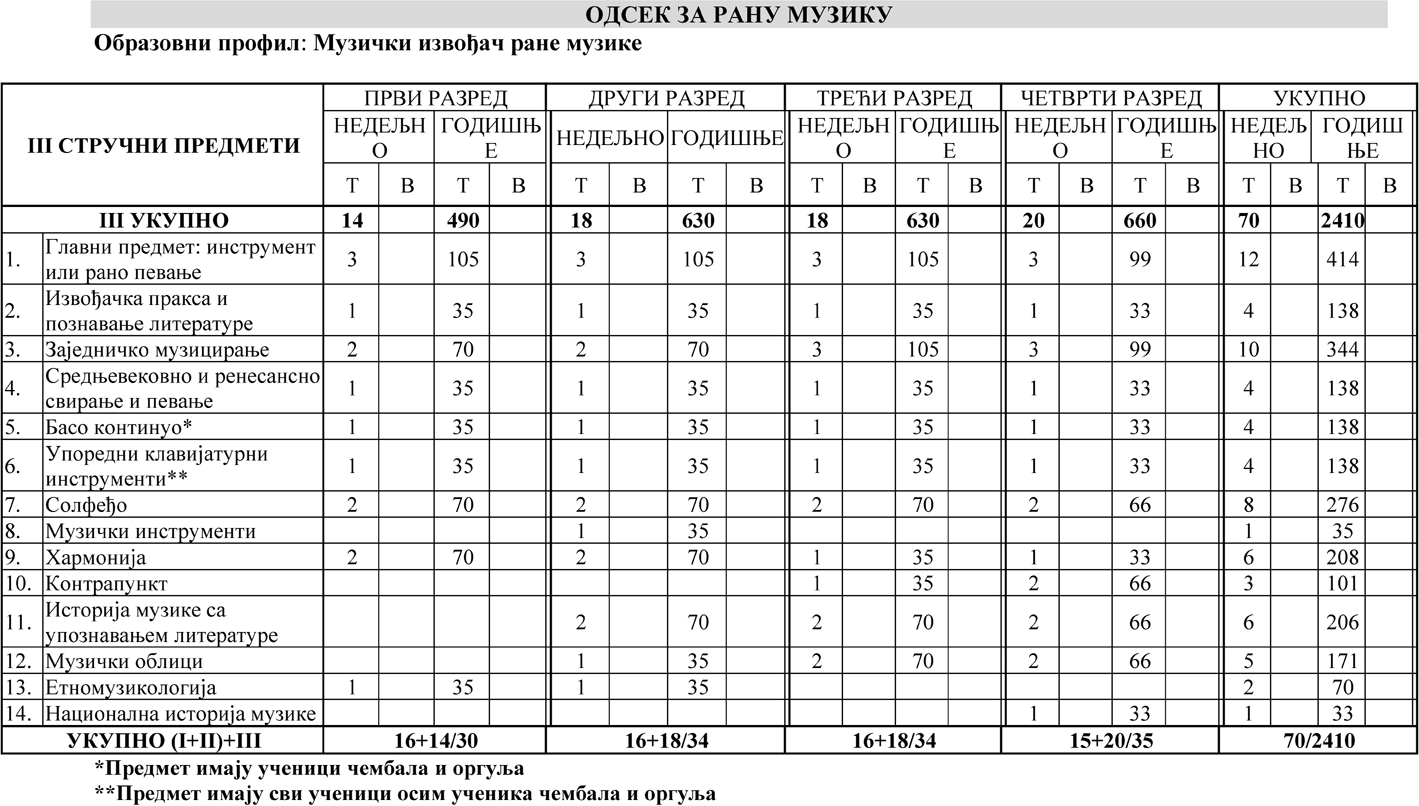 ОДСЕК ЗА РАНУ МУЗИКУ
Образовни профил: Музички извођач ране музике
III СТРУЧНИ ПРЕДМЕТИ ПРВИ РАЗРЕД ДРУГИ РАЗРЕД ТРЕЋИ РАЗРЕД ЧЕТВРТИ РАЗРЕД УКУПНО
НЕДЕЉНО ГОДИШЊЕ НЕДЕЉНО ГОДИШЊЕ НЕДЕЉНО ГОДИШЊЕ НЕДЕЉНО ГОДИШЊЕ НЕДЕЉНО ГОДИШЊЕ
Т В Т В Т В Т В Т В Т В Т В Т В Т В Т В
III УКУПНО 14 490 18 630 18 630 20 660 70 2410
1. Главни предмет: инструмент
или рано певање 3 105 3 105 3 105 3 99 12 414
2. Извођачка пракса и
познавање литературе 1 35 1 35 1 35 1 33 4 138
3. Заједничко музицирање 2 70 2 70 3 105 3 99 10 344
4. Средњевековно и ренесансно
свирање и певање 1 35 1 35 1 35 1 33 4 138
5. Басо континуо* 1 35 1 35 1 35 1 33 4 138
6. Упоредни клавијатурни
инструменти** 1 35 1 35 1 35 1 33 4 138
7. Солфеђо 2 70 2 70 2 70 2 66 8 276
8. Музички инструменти 1 35 1 35
9. Хармонија 2 70 2 70 1 35 1 33 6 208
10. Контрапункт 1 35 2 66 3 101
11. Историја музике са
упознавањем литературе 2 70 2 70 2 66 6 206
12. Музички облици 1 35 2 70 2 66 5 171
13. Етномузикологија 1 35 1 35 2 70
14. Национална историја музике 1 33 1 33
УКУПНО (I+II)+III 16+14/30 16+18/34 16+18/34 15+20/35 70/2410
*Предмет имају ученици чембала и оргуља
**Предмет имају сви ученици осим ученика чембала и оргуља